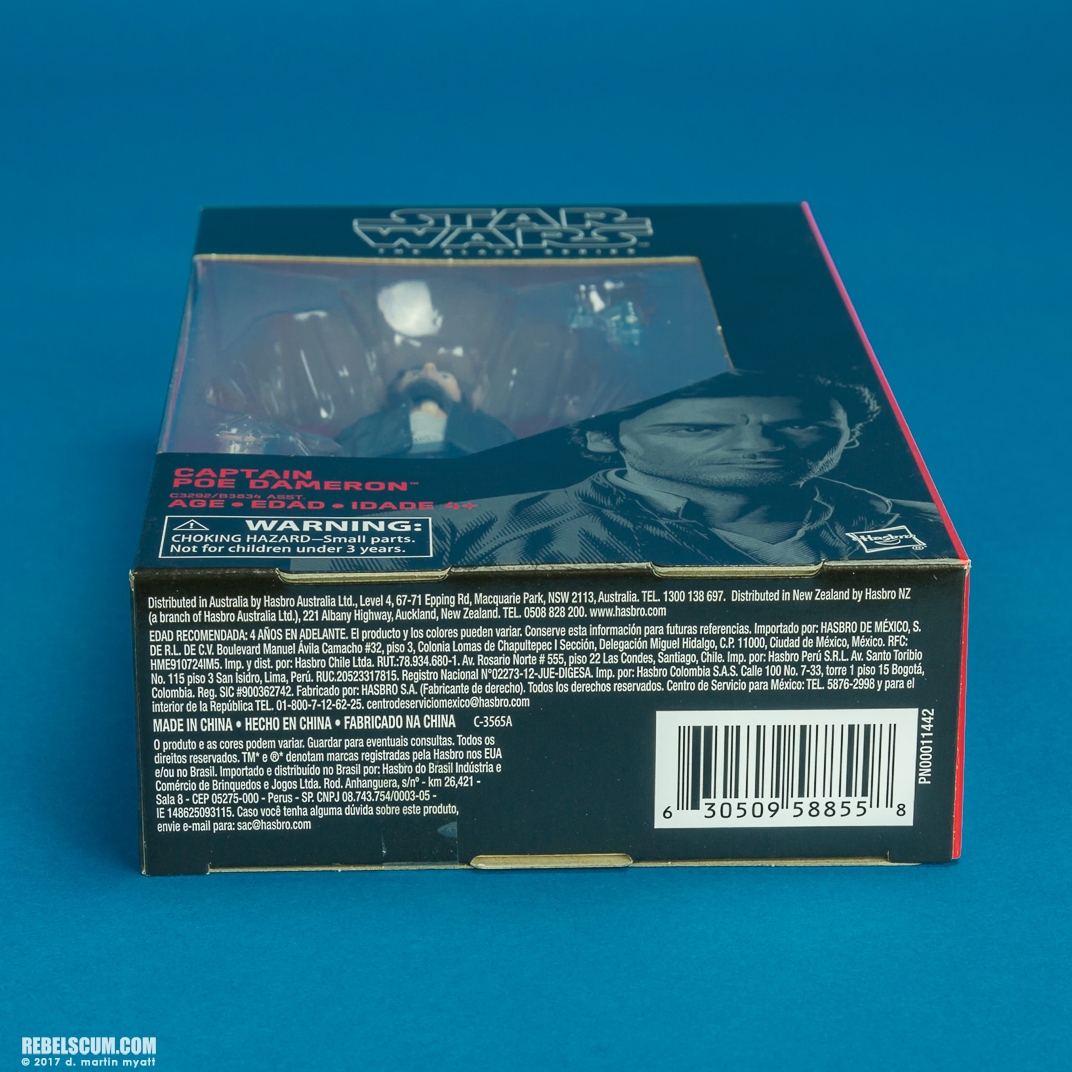 STAR
WARS™
THE BLACK SERIES
CAPTAIN
POE DAMERON™
C3292/B3834 ASST.
AGE • EDAD • IDADE 4+
WARNING:
CHOKING HAZARD—Small parts.
Not for children under 3 years.
Hasbro®
Distributed in Australia by Hasbro Australia Ltd., Level 4, 67-71 Epping Rd, Macquarie Park, NSW 2113, Australia. TEL. 1300 138 697. Distributed in New Zealand by Hasbro NZ
(a branch of Hasbro Australia Ltd.), 221 Albany Highway, Auckland, New Zealand. TEL. 0508 828 200. www.hasbro.com
EDAD RECOMENDADA: 4 AÑOS EN ADELANTE. El producto y los colores pueden variar. Conserve esta información para futuras referencias. Importado por: HASBRO DE MÉXICO, S.
DE R.L. DE C.V. Boulevard Manuel Ávila Camacho #32, piso 3, Colonia Lomas de Chapultepec I Sección, Delegación Miguel Hidalgo, C.P. 11000, Ciudad de México, México. RFC:
HME910724IM5. Imp. y dist. por: Hasbro Chile Ltda. RUT:78.934.680-1. Av. Rosario Norte # 555, piso 22 Las Condes, Santiago, Chile. Imp. por: Hasbro Perú S.R.L. Av. Santo Toribio
No. 115 piso 3 San Isidro, Lima, Perú. RUC.20523317815. Registro Nacional N°02273-12-JUE-DIGESA. Imp. por: Hasbro Colombia S.A.S. Calle 100 No. 7-33, torre 1 piso 15 Bogotá,
Colombia. Reg. SIC #900362742. Fabricado por: HASBRO S.A. (Fabricante de derecho). Todos los derechos reservados. Centro de Servicio para México: TEL. 5876-2998 y para el
interior de la República TEL. 01-800-7-12-62-25. centrodeserviciomexico@hasbro.com
MADE IN CHINA • HECHO EN CHINA • FABRICADO NA CHINA C-3565A
O produto e as cores podem variar. Guardar para eventuais consultas. Todos os
direitos reservados. TM* e ®* denotam marcas registradas pela Hasbro nos EUA
e/ou no Brasil. Importado e distribuído no Brasil por: Hasbro do Brasil Indústria e
Comércio de Brinquedos e Jogos Ltda. Rod. Anhanguera, s/nº - km 26,421 -
Sala 8 - CEP 05275-000 - Perus - SP. CNPJ 08.743.754/0003-05 -
IE 148625093115. Caso você tenha alguma dúvida sobre este produto,
envie e-mail para: sac@hasbro.com
6 30509 58855 8
PN00011442
REBELSCUM.COM
© 2017 d. martin myatt